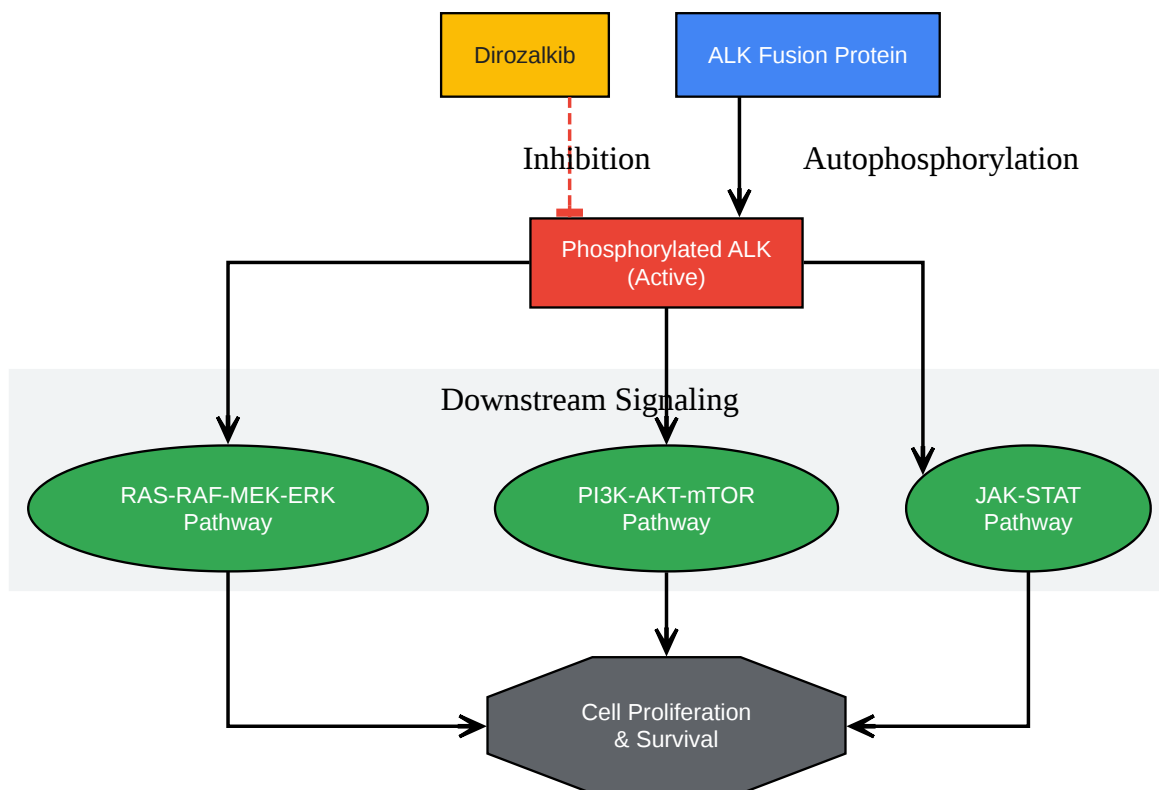 Dirozalkib
ALK Fusion Protein
Inhibition
Autophosphorylation
Phosphorylated ALK
(Active)
Downstream Signaling
RAS-RAF-MEK-ERK
Pathway
PI3K-AKT-mTOR
Pathway
JAK-STAT
Pathway
Cell Proliferation
& Survival